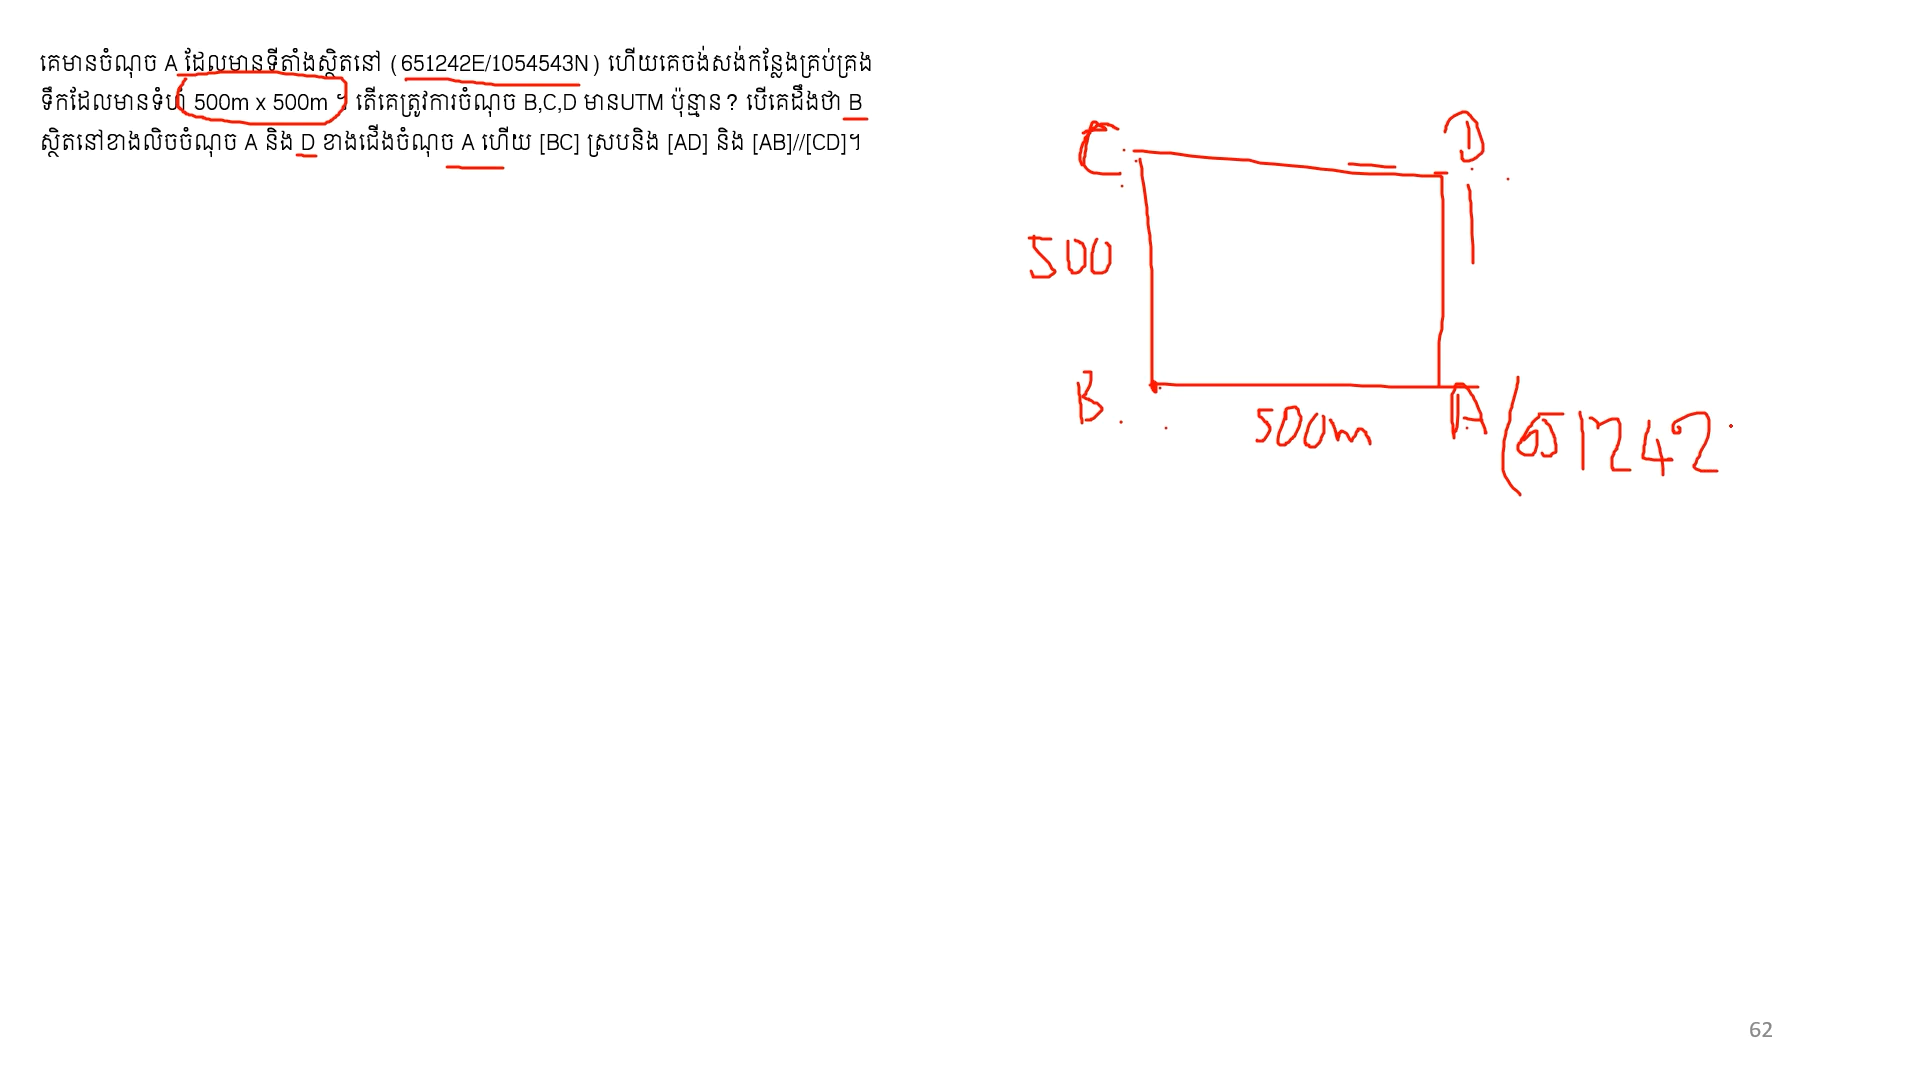 គេមានចំណុច A ដែលមានទីតាំងស្ថិតនៅ (651242E/1054543N) ហើយគេចង់សង់កន្លែងគ្រប់គ្រង
ទឹកដែលមានទំហំ 500m x 500m ។ តើគេត្រូវការចំណុច B,C,D មានUTM ប៉ុន្មាន? បើគេដឹងថា B
ស្ថិតនៅខាងលិចចំណុច A និង D ខាងជើងចំណុច A ហើយ [BC] ស្របនិង [AD] និង [AB]//[CD]។
C D
500
B A (651242
500m
62